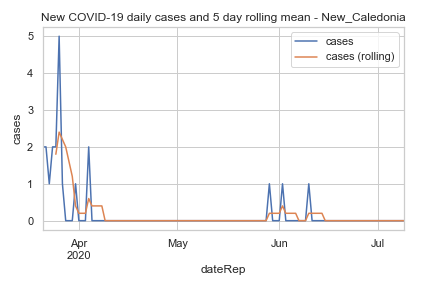 New COVID-19 daily cases and 5 day rolling mean - New_Caledonia
cases
cases (rolling)
5
4
3
2
1
0
cases
Apr
2020
May
Jun
Jul
dateRep